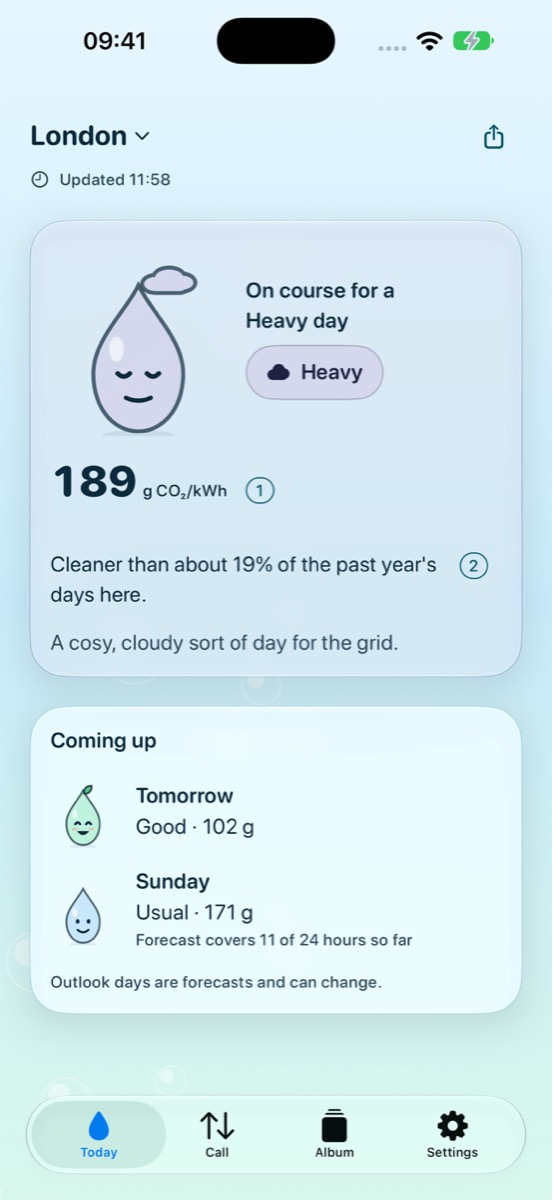 09:41
London
Updated 11:58
On course for a
Heavy day
Heavy
189 g CO₂/kWh 1
Cleaner than about 19% of the past year's 2
days here.
A cosy, cloudy sort of day for the grid.
Coming up
Tomorrow
Good · 102 g
Sunday
Usual · 171 g
Forecast covers 11 of 24 hours so far
Outlook days are forecasts and can change.
Today Call Album Settings